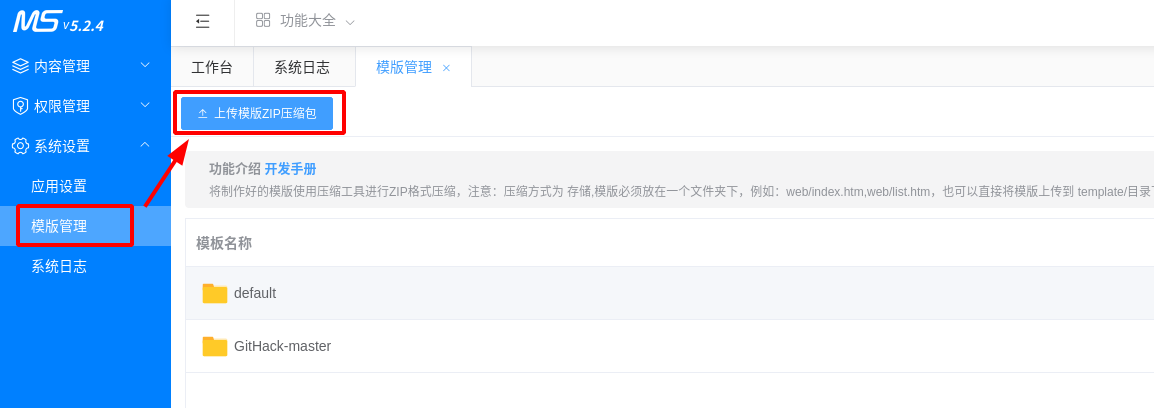 MS v5.2.4
功能大全
内容管理
权限管理
系统设置
应用设置
模版管理
系统日志
工作台
系统日志
模版管理 ×
上传模版ZIP压缩包
功能介绍 开发手册
将制作好的模版使用压缩工具进行ZIP格式压缩，注意：压缩方式为 存储,模版必须放在一个文件夹下，例如：web/index.htm,web/list.htm，也可以直接将模版上传到 template/目录
模板名称
default
GitHack-master